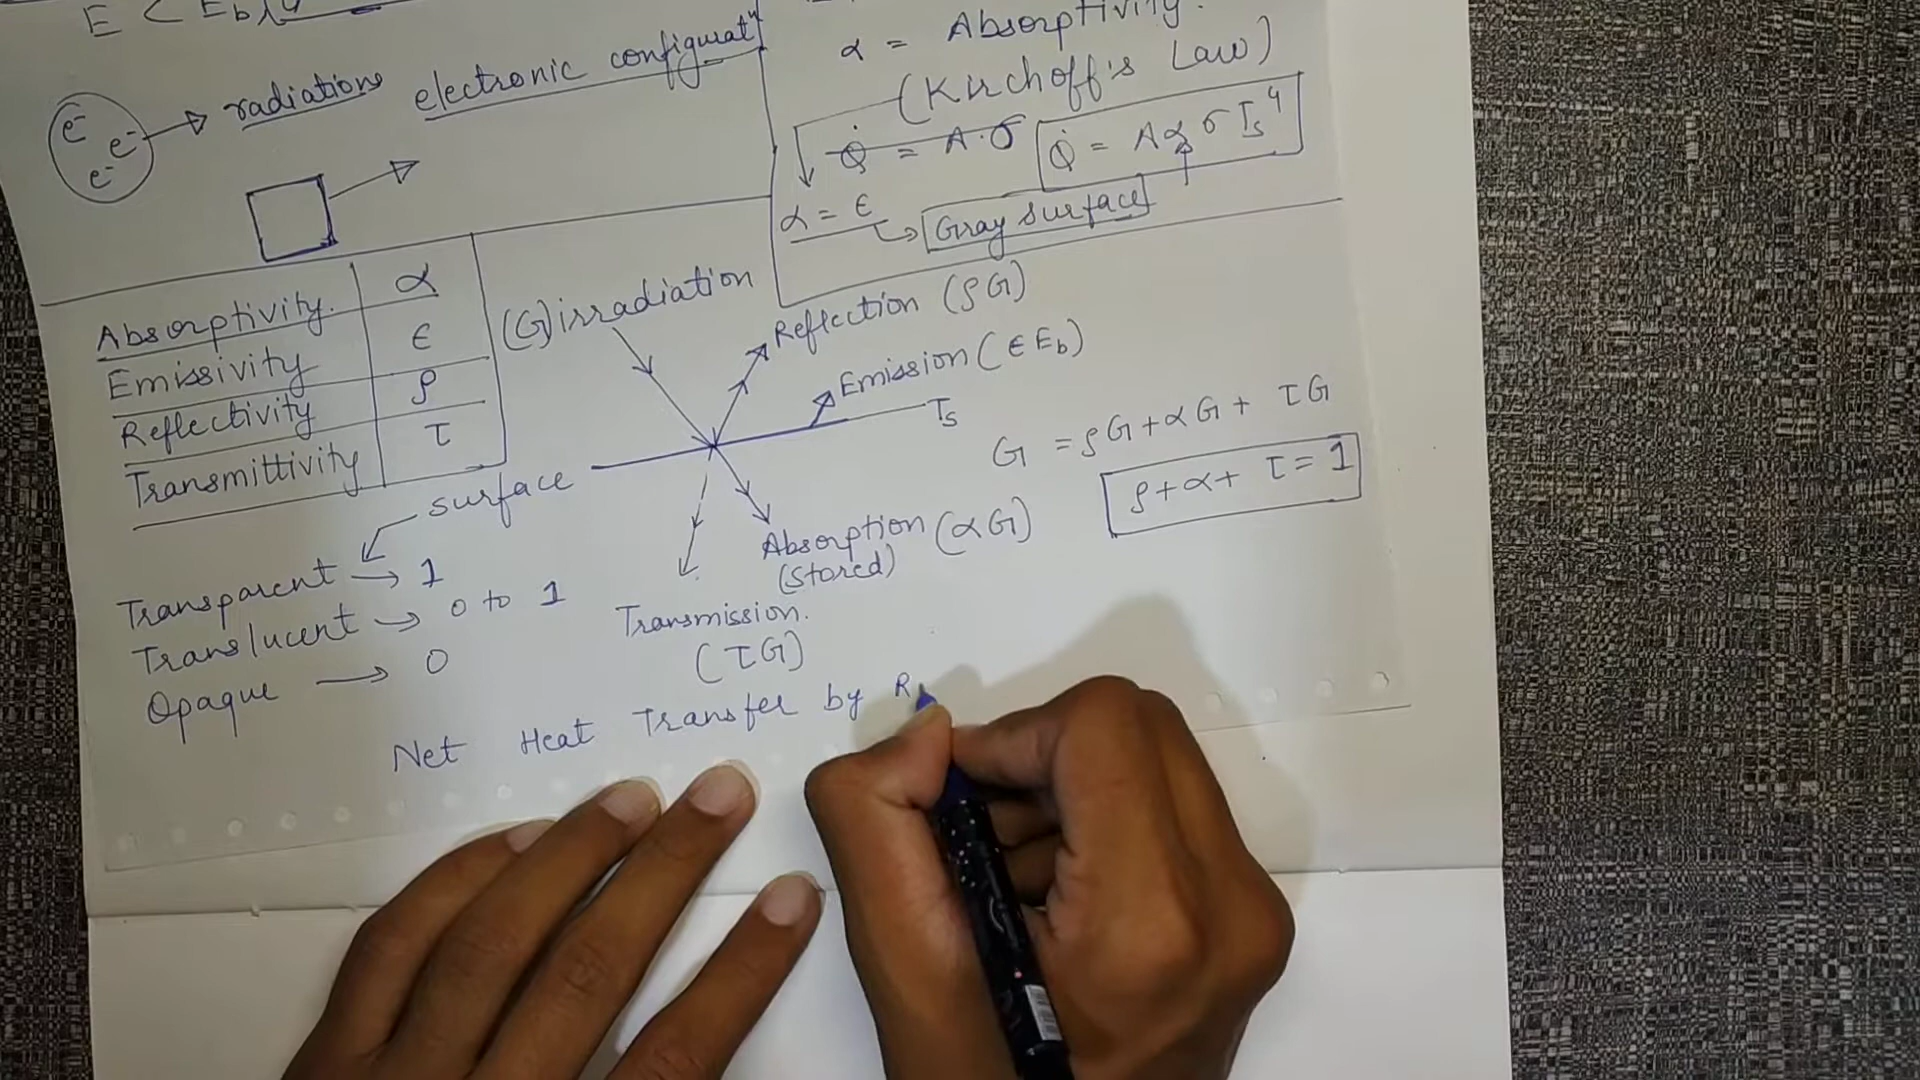 E < Eb,
e⁻ e⁻ e⁻ → radiations electronic configuratⁿ
α = Absorptivity.
(Kirchoff's Law)
Q̇ = A·σ
Q̇ = Aασ Ts⁴
α = ε → Gray surface
Absorptivity. α
Emissivity ε
Reflectivity ρ
Transmittivity τ
(G) irradiation
Reflection (ρG)
Emission (εEb)
Ts
surface
Absorption (αG)
(stored)
Transmission.
(τG)
G = ρG + αG + τG
ρ + α + τ = 1
Transparent → 1
Translucent → 0 to 1
Opaque → 0
Net Heat Transfer by R